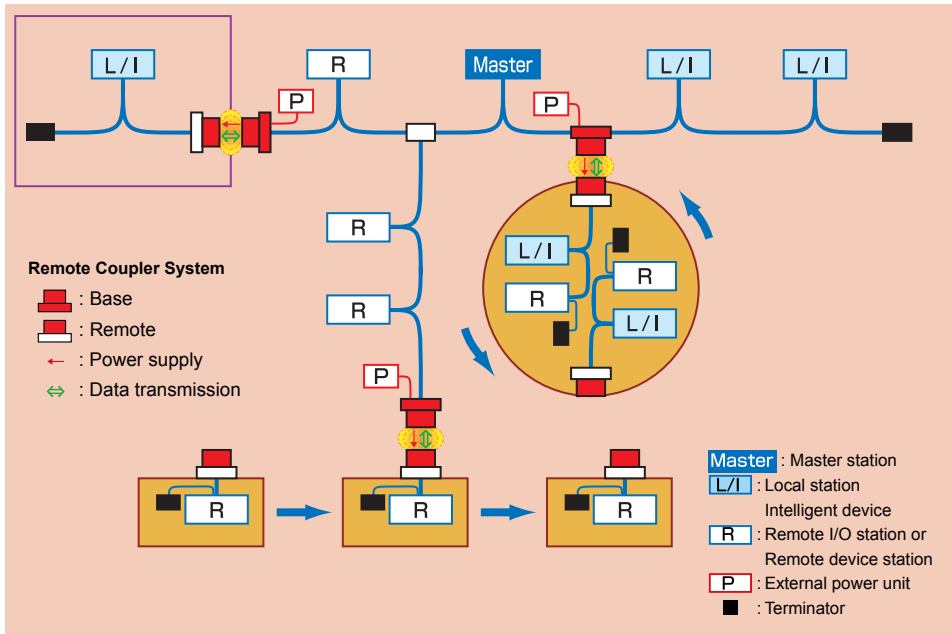 L/I
R
Master
L/I
L/I
P
P
R
L/I
R
R
R
L/I
Remote Coupler System
: Base
: Remote
: Power supply
: Data transmission
P
R
R
R
Master : Master station
L/I : Local station
Intelligent device
R : Remote I/O station or
Remote device station
P : External power unit
: Terminator